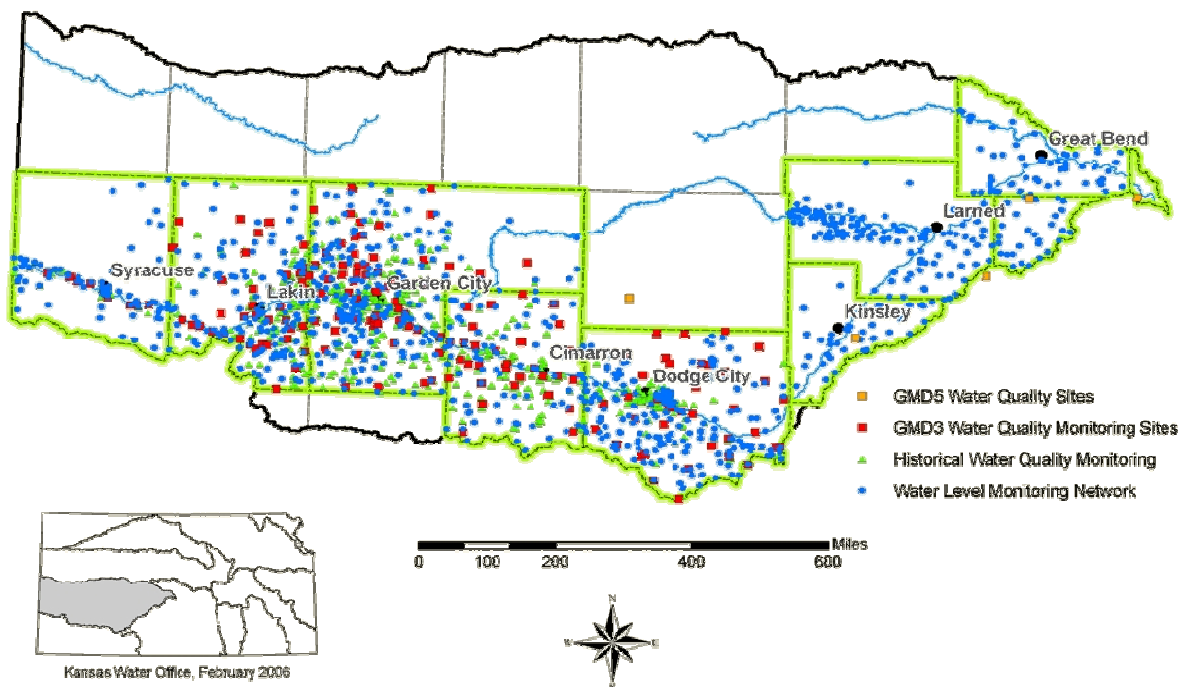 Great Bend
Larned
Syracuse
Lakin
Garden City
Kinsley
Cimarron
Dodge City
GMD5 Water Quality Sites
GMD3 Water Quality Monitoring Sites
Historical Water Quality Monitoring
Water Level Monitoring Network
Miles
0 100 200 400 600
N
W E
S
Kansas Water Office, February 2006